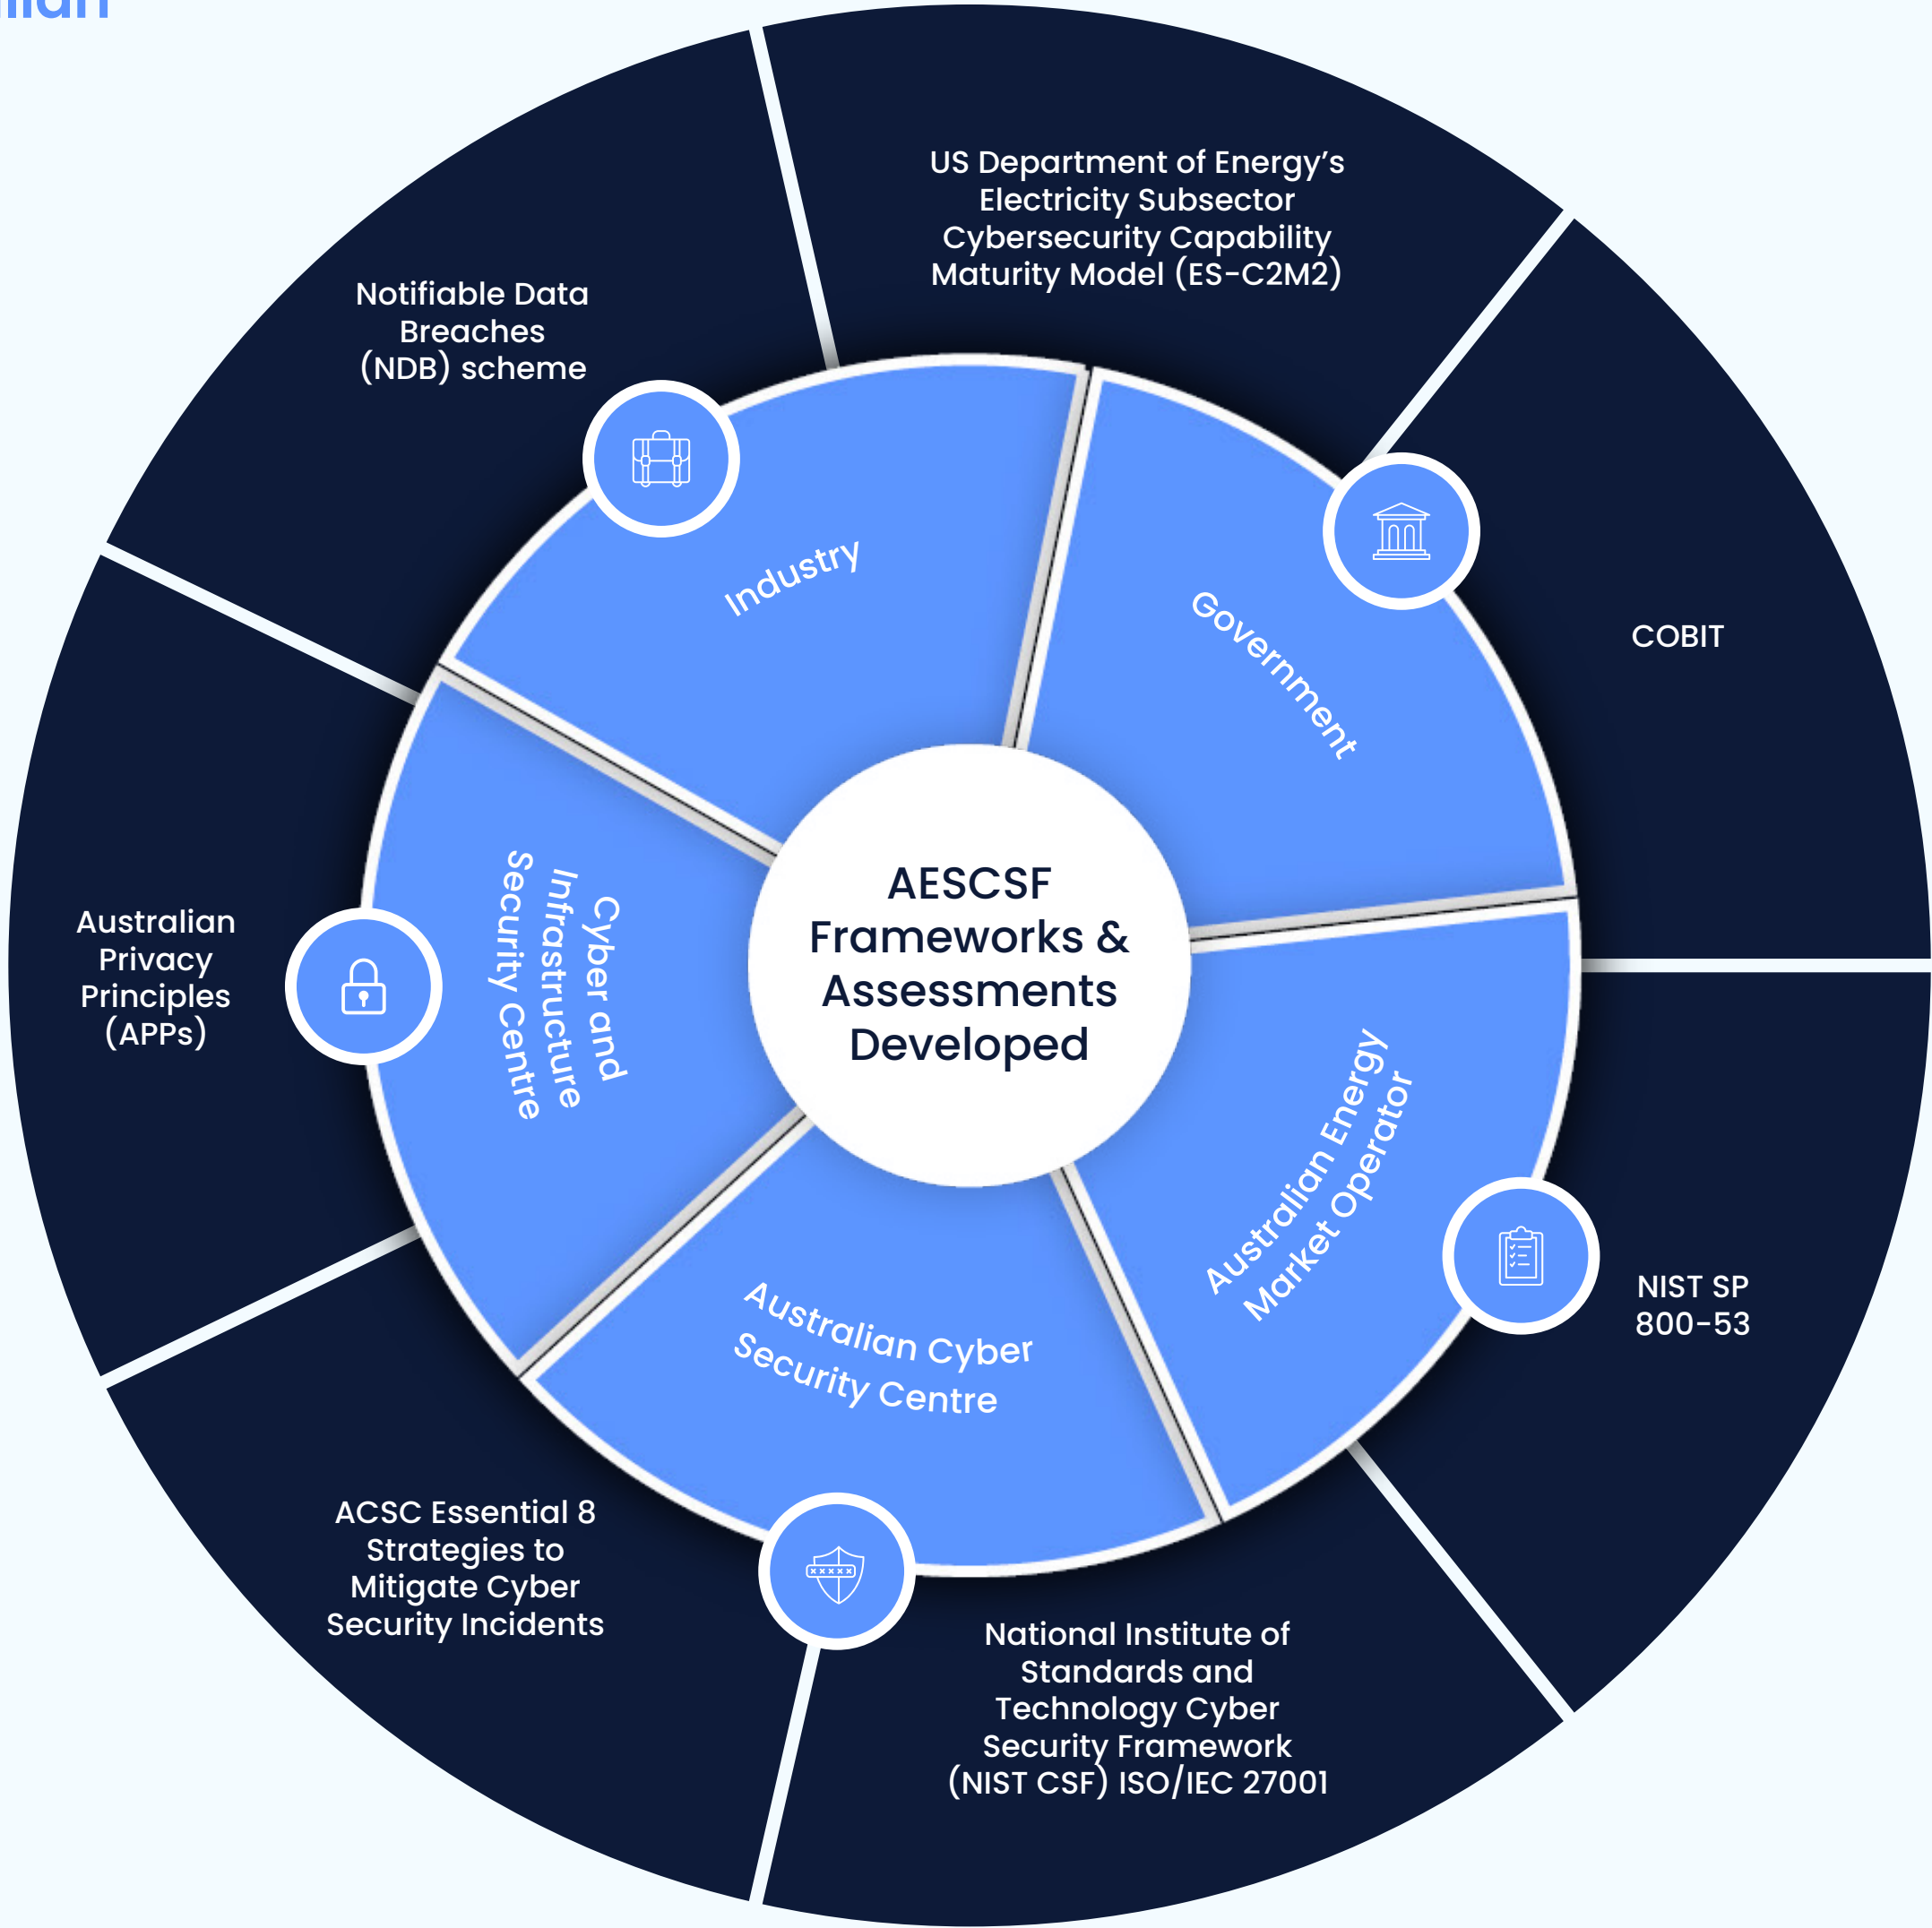 US Department of Energy’s
Electricity Subsector
Cybersecurity Capability
Maturity Model (ES-C2M2)
Notifiable Data
Breaches
(NDB) scheme
COBIT
Industry
Government
AESCSF
Frameworks &
Assessments
Developed
Cyber and
Infrastructure
Security Centre
Australian
Privacy
Principles
(APPs)
Australian Energy
Market Operator
Australian Cyber
Security Centre
NIST SP
800-53
ACSC Essential 8
Strategies to
Mitigate Cyber
Security Incidents
National Institute of
Standards and
Technology Cyber
Security Framework
(NIST CSF) ISO/IEC 27001